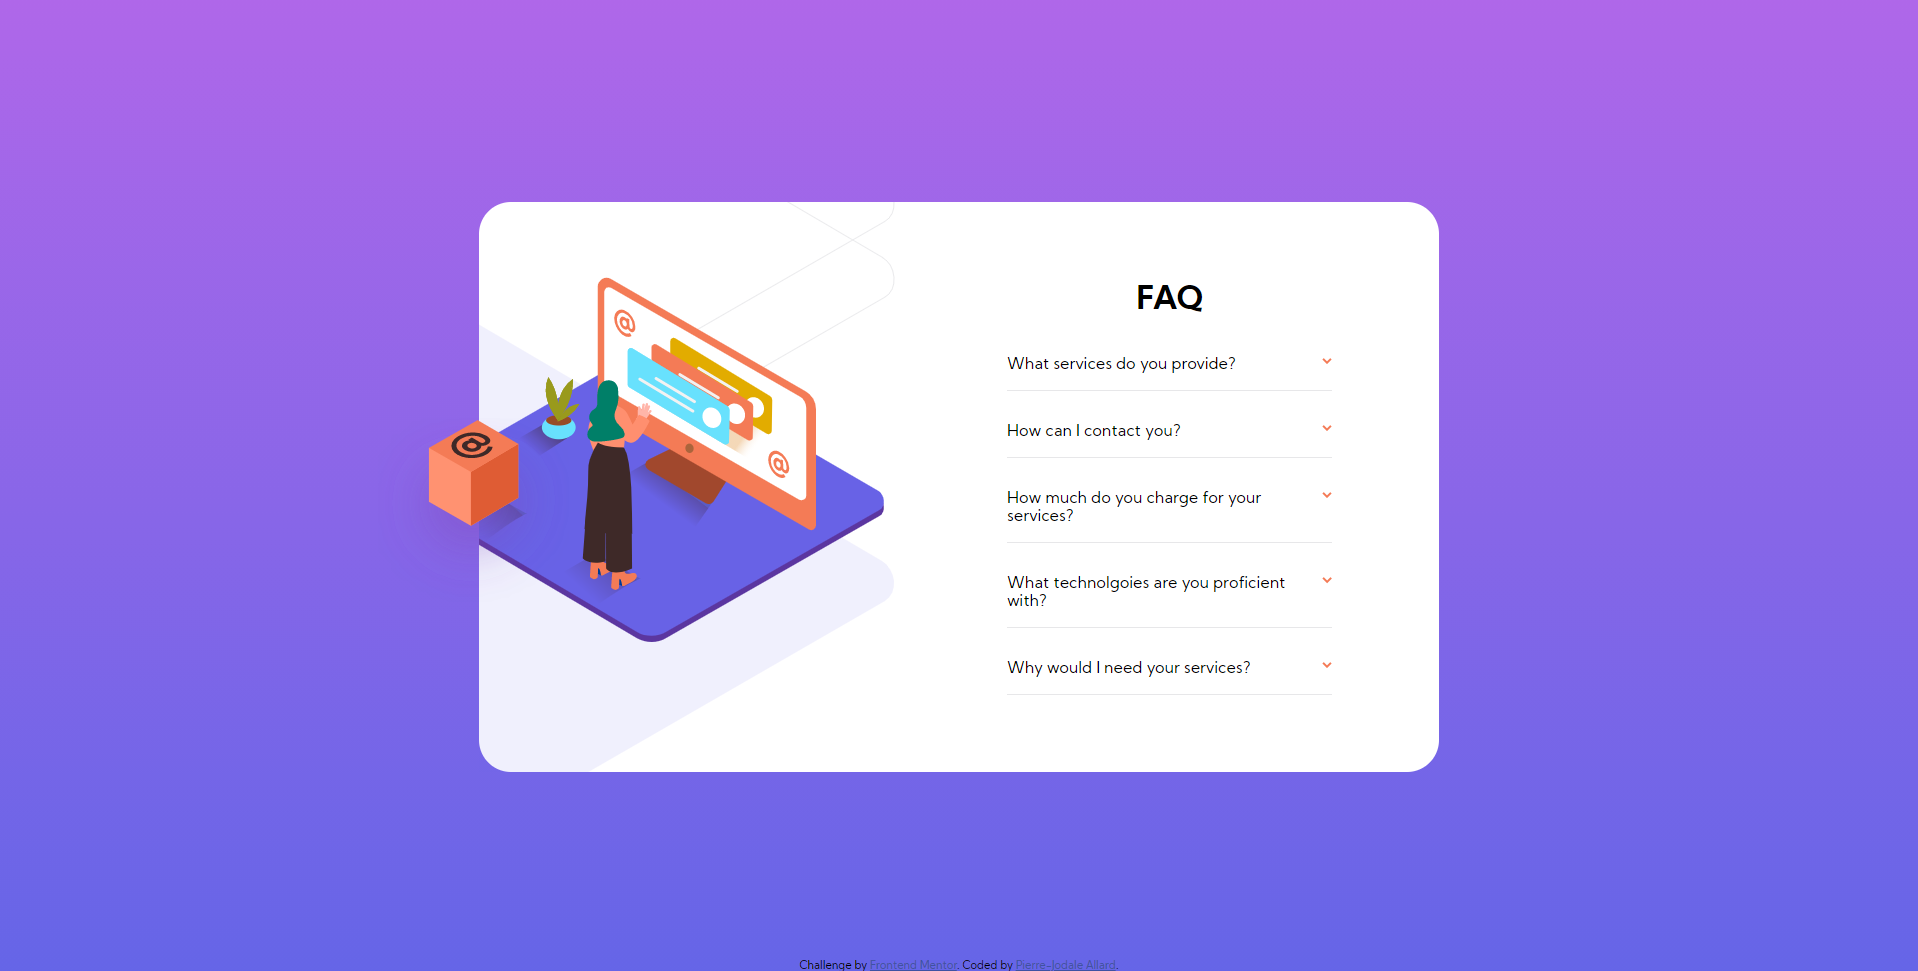 FAQ
What services do you provide?
How can I contact you?
How much do you charge for your
services?
What technolgoies are you proficient
with?
Why would I need your services?
@
@
@
Challenge by Frontend Mentor. Coded by Pierre-Iodale Allard.